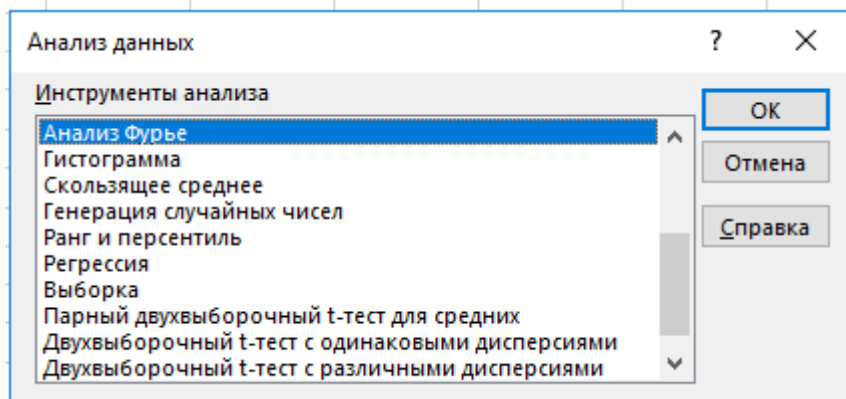 Анализ данных
?
Инструменты анализа
Анализ Фурье
Гистограмма
Скользящее среднее
Генерация случайных чисел
Ранг и персентиль
Регрессия
Выборка
Парный двухвыборочный t-тест для средних
Двухвыборочный t-тест с одинаковыми дисперсиями
Двухвыборочный t-тест с различными дисперсиями
ОК
Отмена
Справка